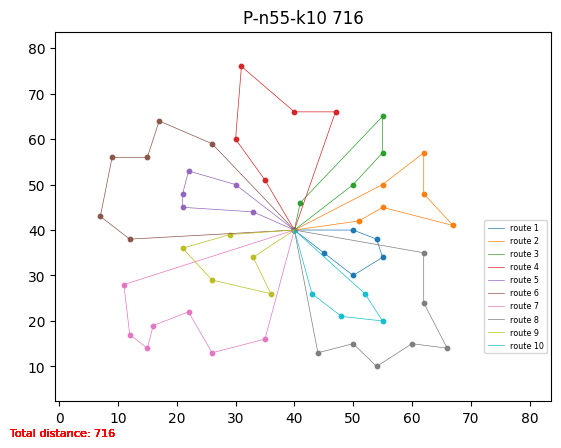 P-n55-k10 716
80
70
60
50
40
30
20
10
0 10 20 30 40 50 60 70 80
route 1
route 2
route 3
route 4
route 5
route 6
route 7
route 8
route 9
route 10
Total distance: 716